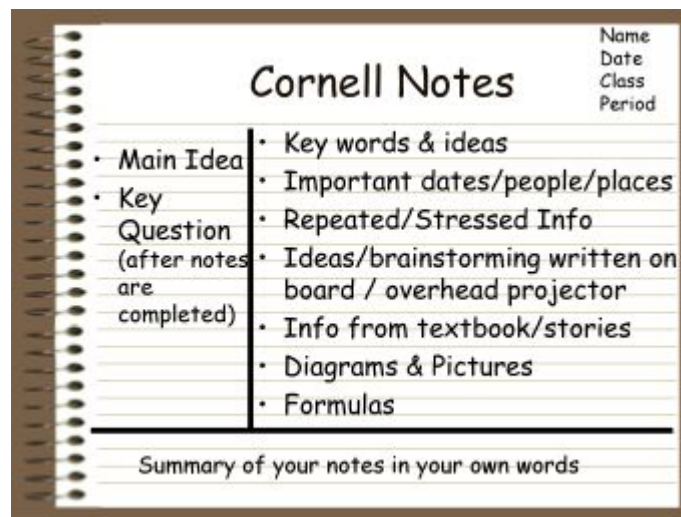 Name
Date
Class
Period
Cornell Notes
• Main Idea
• Key
Question
(after notes
are
completed)
• Key words & ideas
• Important dates/people/places
• Repeated/Stressed Info
• Ideas/brainstorming written on
board / overhead projector
• Info from textbook/stories
• Diagrams & Pictures
• Formulas
Summary of your notes in your own words